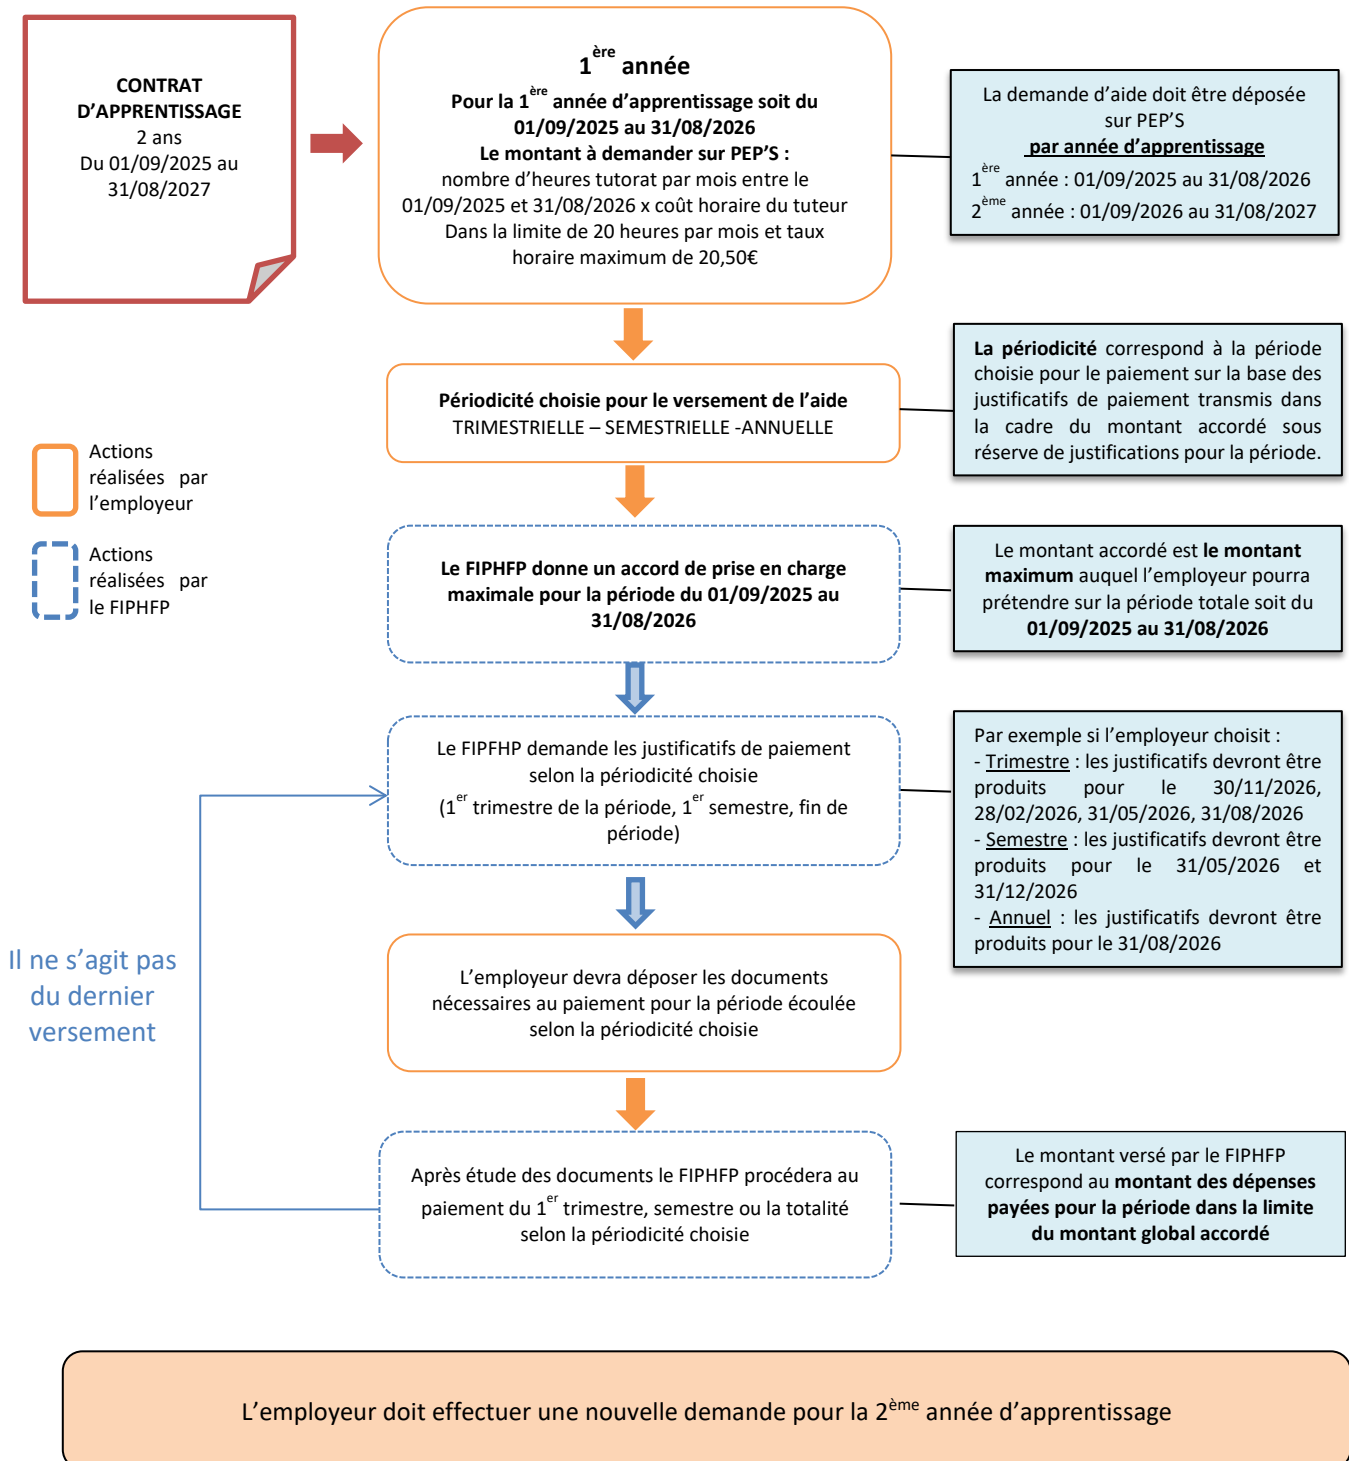 CONTRAT
D’APPRENTISSAGE
2 ans
Du 01/09/2025 au
31/08/2027
1ère année
Pour la 1ère année d’apprentissage soit du
01/09/2025 au 31/08/2026
Le montant à demander sur PEP’S :
nombre d’heures tutorat par mois entre le
01/09/2025 et 31/08/2026 x coût horaire du tuteur
Dans la limite de 20 heures par mois et taux
horaire maximum de 20,50€
La demande d’aide doit être déposée
sur PEP’S
par année d’apprentissage
1ère année : 01/09/2025 au 31/08/2026
2ème année : 01/09/2026 au 31/08/2027
Périodicité choisie pour le versement de l’aide
TRIMESTRIELLE – SEMESTRIELLE -ANNUELLE
La périodicité correspond à la période
choisie pour le paiement sur la base des
justificatifs de paiement transmis dans
la cadre du montant accordé sous
réserve de justifications pour la période.
Actions
réalisées par
l’employeur
Actions
réalisées par
le FIPHFP
Le FIPHFP donne un accord de prise en charge
maximale pour la période du 01/09/2025 au
31/08/2026
Le montant accordé est le montant
maximum auquel l’employeur pourra
prétendre sur la période totale soit du
01/09/2025 au 31/08/2026
Le FIPFHP demande les justificatifs de paiement
selon la périodicité choisie
(1er trimestre de la période, 1er semestre, fin de
période)
Par exemple si l’employeur choisit :
- Trimestre : les justificatifs devront être
produits pour le 30/11/2026,
28/02/2026, 31/05/2026, 31/08/2026
- Semestre : les justificatifs devront être
produits pour le 31/05/2026 et
31/12/2026
- Annuel : les justificatifs devront être
produits pour le 31/08/2026
Il ne s’agit pas
du dernier
versement
L’employeur devra déposer les documents
nécessaires au paiement pour la période écoulée
selon la périodicité choisie
Après étude des documents le FIPHFP procédera au
paiement du 1er trimestre, semestre ou la totalité
selon la périodicité choisie
Le montant versé par le FIPHFP
correspond au montant des dépenses
payées pour la période dans la limite
du montant global accordé
L’employeur doit effectuer une nouvelle demande pour la 2ème année d’apprentissage